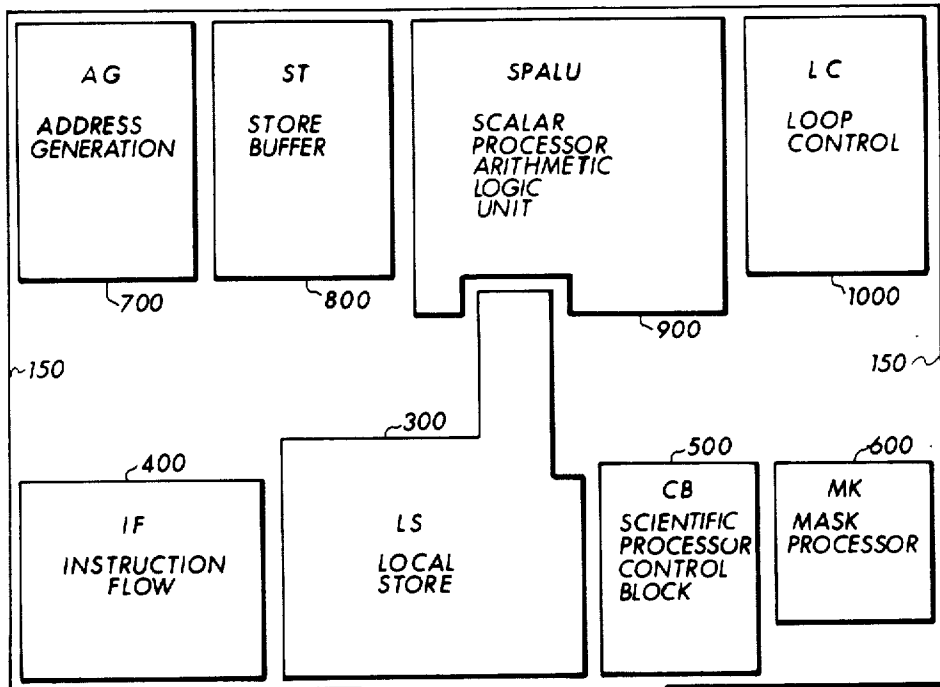 AG
ADDRESS
GENERATION
700
ST
STORE
BUFFER
800
SPALU
SCALAR
PROCESSOR
ARITHMETIC
LOGIC
UNIT
900
LC
LOOP
CONTROL
1000
150
150
400
IF
INSTRUCTION
FLOW
300
LS
LOCAL
STORE
500
CB
SCIENTIFIC
PROCESSOR
CONTROL
BLOCK
600
MK
MASK
PROCESSOR